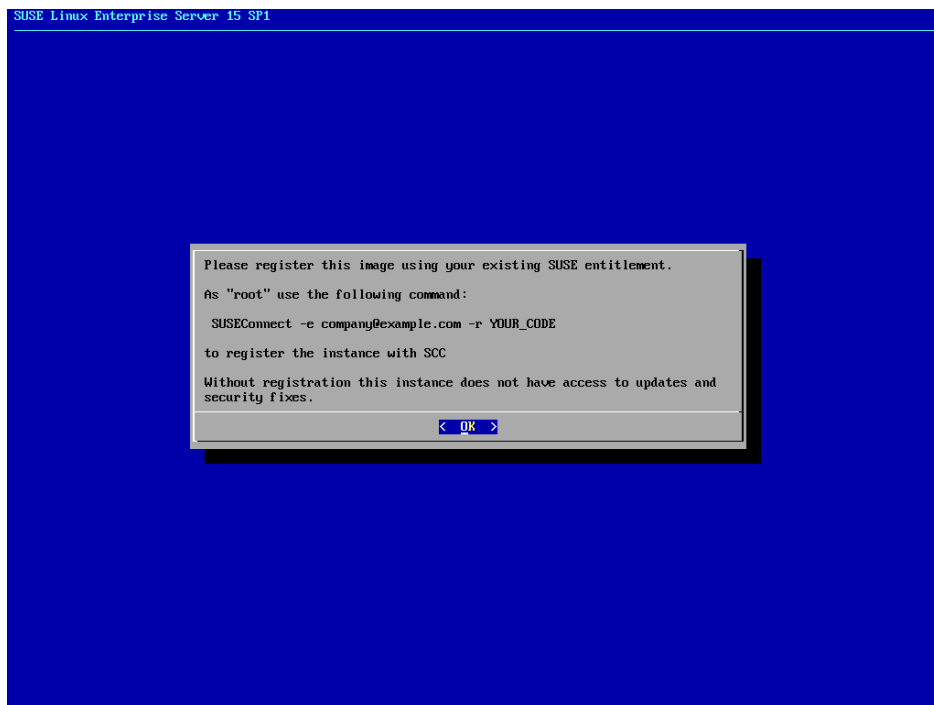 SUSE Linux Enterprise Server 15 SP1
Please register this image using your existing SUSE entitlement.
As "root" use the following command:
SUSEConnect -e company@example.com -r YOUR_CODE
to register the instance with SCC
Without registration this instance does not have access to updates and
security fixes.
< OK >